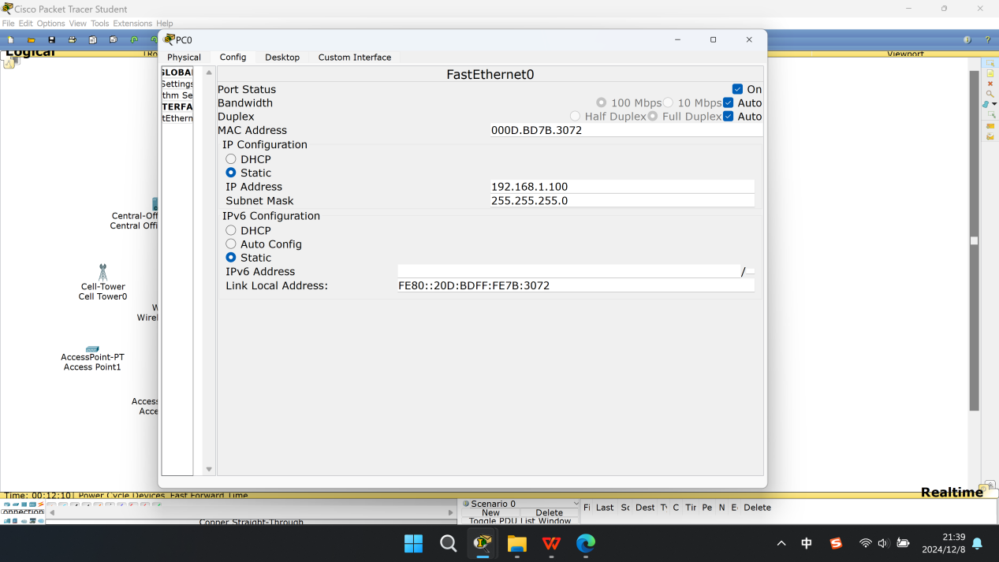 Cisco Packet Tracer Student
File Edit Options View Tools Extensions Help
PC0
Logical
Viewport
Physical Config Desktop Custom Interface
GLOBAL
Settings
INTERFA
FastEthernet0
Port Status On
Bandwidth 100 Mbps 10 Mbps Auto
Duplex Half Duplex Full Duplex Auto
MAC Address 000D.BD7B.3072
IP Configuration
DHCP
Static
IP Address 192.168.1.100
Subnet Mask 255.255.255.0
IPv6 Configuration
DHCP
Auto Config
Static
IPv6 Address /
Link Local Address: FE80::20D:BDFF:FE7B:3072
Central-Off
Central Offi
Cell-Tower
Cell Tower0
W
Wirel
AccessPoint-PT
Access Point1
Access
Acce
Time: 00:12:10 Power Cycle Devices Fast Forward Time
Realtime
Scenario 0
New Delete
Toggle PDU List Window
Fi Last Sc Dest Ty C Tir Pe N E Delete
Copper Straight-Through
中
21:39
2024/12/8